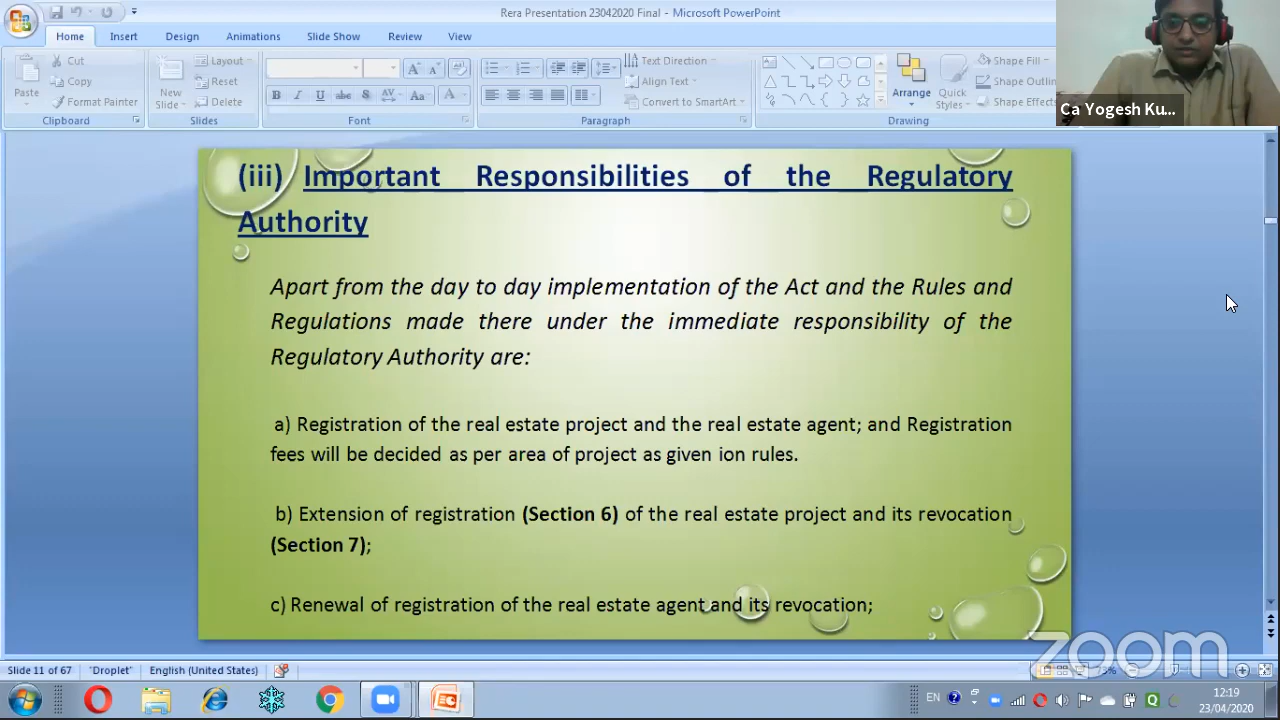 Rera Presentation 23042020 Final - Microsoft PowerPoint
Home Insert Design Animations Slide Show Review View
Paste
Cut
Copy
Format Painter
Clipboard
New Slide
Layout
Reset
Delete
Slides
B I U abc S AV Aa A
Font
Text Direction
Align Text
Convert to SmartArt
Paragraph
Arrange
Quick Styles
Shape Fill
Shape Outlin
Shape Effects
Drawing
Ca Yogesh Ku...
(iii) Important Responsibilities of the Regulatory
Authority
Apart from the day to day implementation of the Act and the Rules and
Regulations made there under the immediate responsibility of the
Regulatory Authority are:
a) Registration of the real estate project and the real estate agent; and Registration
fees will be decided as per area of project as given ion rules.
b) Extension of registration (Section 6) of the real estate project and its revocation
(Section 7);
c) Renewal of registration of the real estate agent and its revocation;
zoom
Slide 11 of 67 "Droplet" English (United States)
EN
12:19
23/04/2020